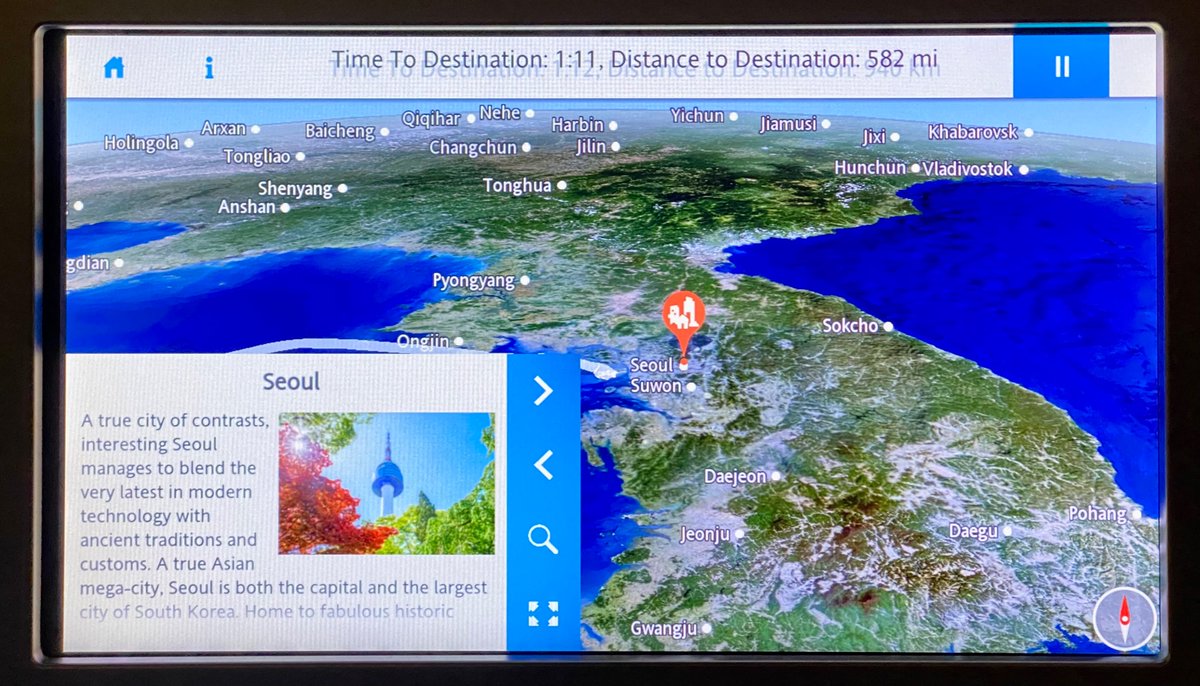 Time To Destination: 1:11, Distance to Destination: 582 mi
Time To Destination: 1:12, Distance to Destination: 940 km
Qiqihar
Nehe
Yichun
Arxan
Baicheng
Harbin
Jiamusi
Holingola
Changchun
Jilin
Jixi
Khabarovsk
Tongliao
Hunchun
Vladivostok
Shenyang
Tonghua
Anshan
gdian
Pyongyang
Sokcho
Ongjin
Seoul
Suwon
Daejeon
Jeonju
Daegu
Pohang
Gwangju
Seoul
A true city of contrasts,
interesting Seoul
manages to blend the
very latest in modern
technology with
ancient traditions and
customs. A true Asian
mega-city, Seoul is both the capital and the largest
city of South Korea. Home to fabulous historic